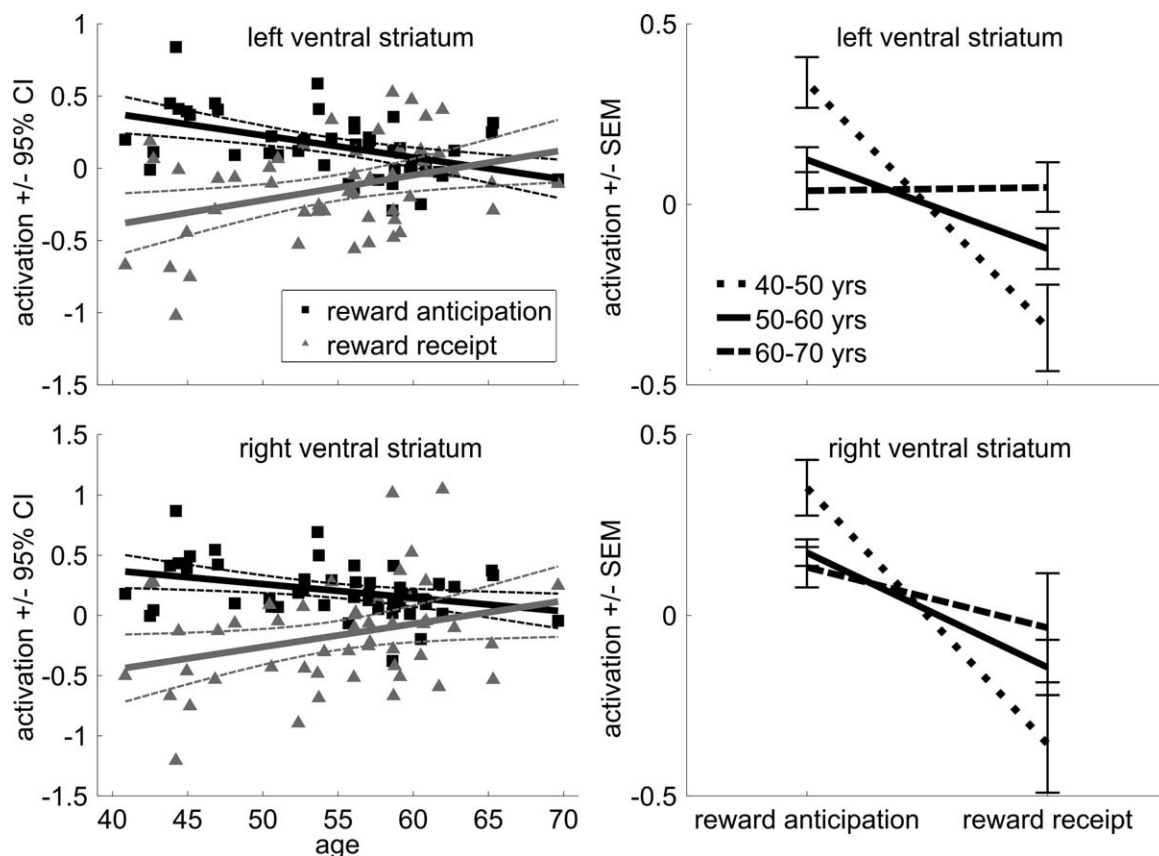 left ventral striatum
activation +/- 95% CI
1
0.5
0
-0.5
-1
-1.5
reward anticipation
reward receipt
left ventral striatum
activation +/- SEM
0.5
0
-0.5
40-50 yrs
50-60 yrs
60-70 yrs
right ventral striatum
activation +/- 95% CI
1.5
1
0.5
0
-0.5
-1
-1.5
40 45 50 55 60 65 70
age
right ventral striatum
activation +/- SEM
0.5
0
-0.5
reward anticipation reward receipt